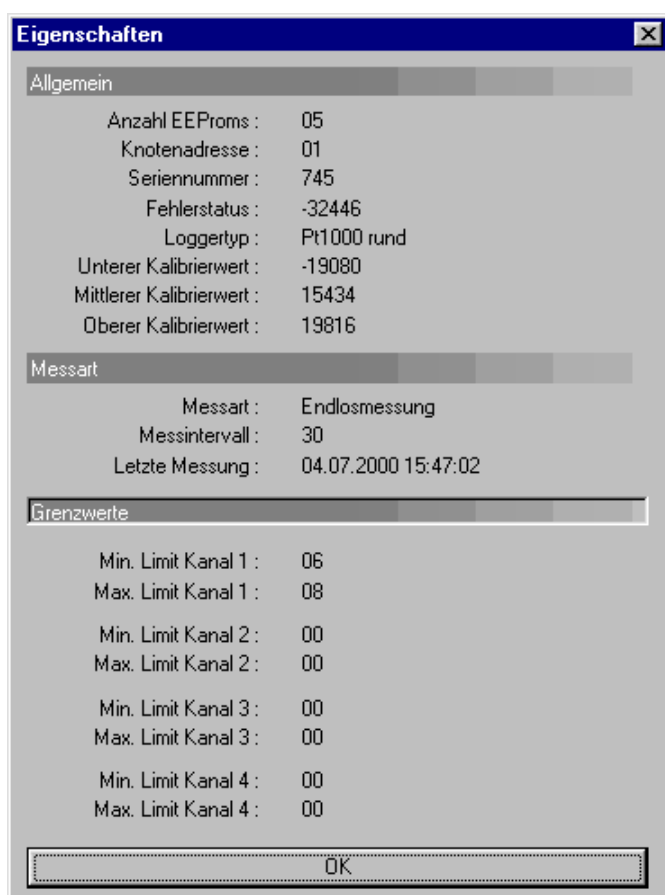 Eigenschaften
Allgemein
Anzahl EEProms : 05
Knotenadresse : 01
Seriennummer : 745
Fehlerstatus : -32446
Loggertyp : Pt1000 rund
Unterer Kalibrierwert : -19080
Mittlerer Kalibrierwert : 15434
Oberer Kalibrierwert : 19816
Messart
Messart : Endlosmessung
Messintervall : 30
Letzte Messung : 04.07.2000 15:47:02
Grenzwerte
Min. Limit Kanal 1 : 06
Max. Limit Kanal 1 : 08
Min. Limit Kanal 2 : 00
Max. Limit Kanal 2 : 00
Min. Limit Kanal 3 : 00
Max. Limit Kanal 3 : 00
Min. Limit Kanal 4 : 00
Max. Limit Kanal 4 : 00
OK